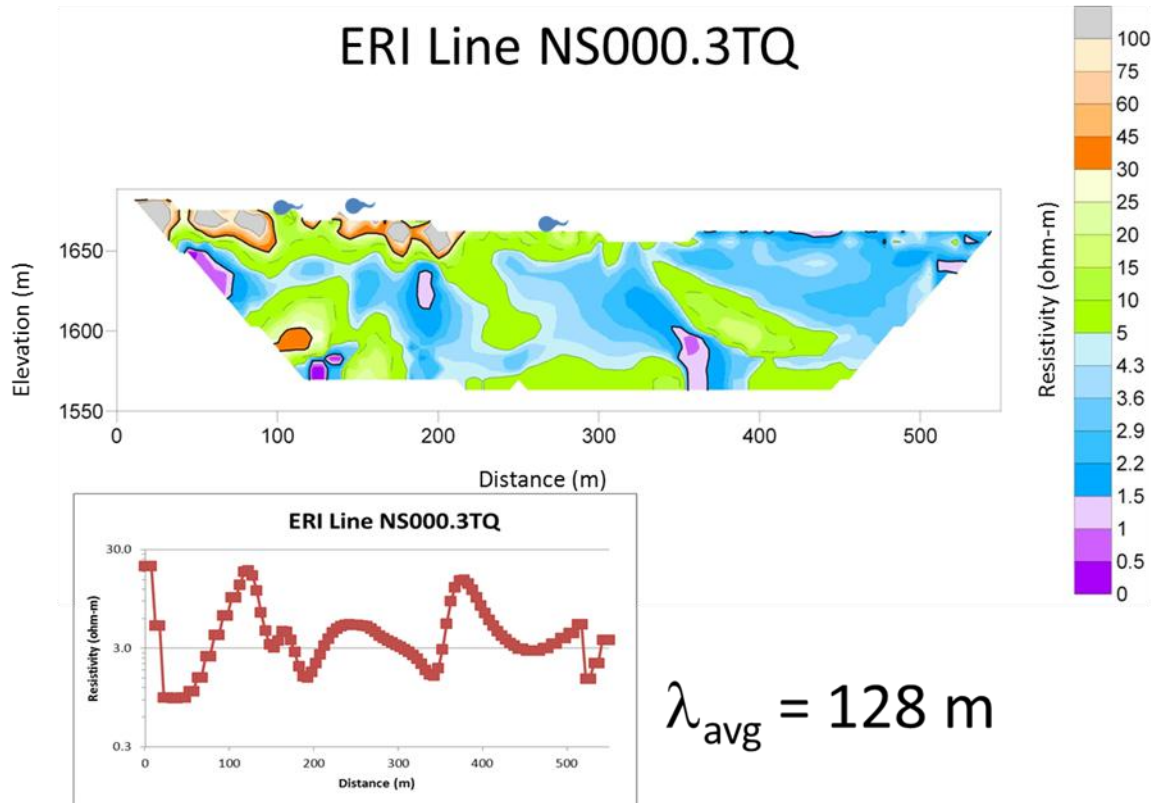 ERI Line NS000.3TQ
Elevation (m)
1650
1600
1550
0 100 200 300 400 500
Distance (m)
Resistivity (ohm-m)
100
75
60
45
30
25
20
15
10
5
4.3
3.6
2.9
2.2
1.5
1
0.5
0
ERI Line NS000.3TQ
Resistivity (ohm-m)
30.0
3.0
0.3
0 100 200 300 400 500
Distance (m)
λavg = 128 m